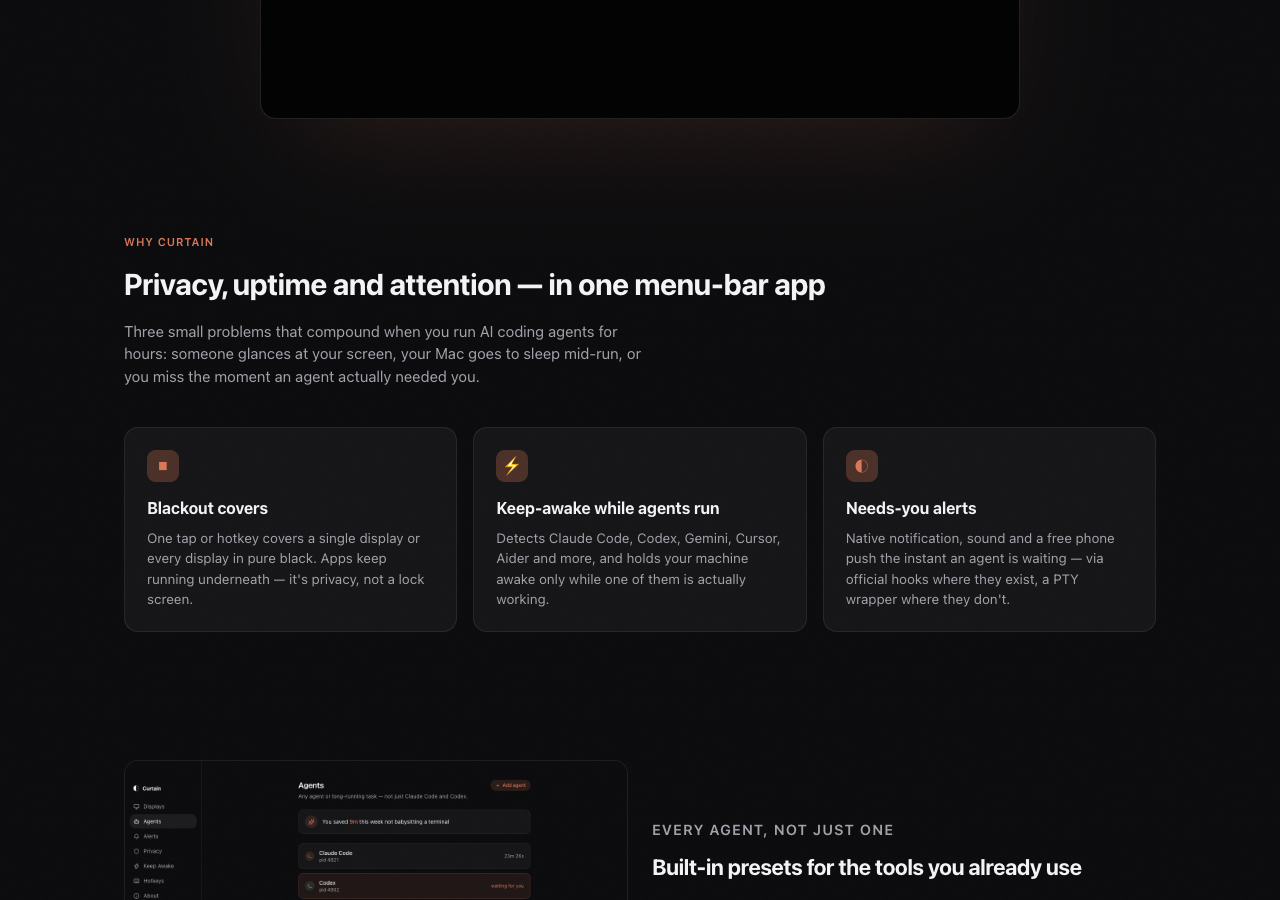 WHY CURTAIN
Privacy, uptime and attention — in one menu-bar app
Three small problems that compound when you run AI coding agents for
hours: someone glances at your screen, your Mac goes to sleep mid-run, or
you miss the moment an agent actually needed you.
Blackout covers
One tap or hotkey covers a single display or
every display in pure black. Apps keep
running underneath — it's privacy, not a lock
screen.
Keep-awake while agents run
Detects Claude Code, Codex, Gemini, Cursor,
Aider and more, and holds your machine
awake only while one of them is actually
working.
Needs-you alerts
Native notification, sound and a free phone
push the instant an agent is waiting — via
official hooks where they exist, a PTY
wrapper where they don't.
Curtain
Displays
Agents
Alerts
Privacy
Keep Awake
Hotkeys
About
Agents
+ Add agent
Any agent or long-running task — not just Claude Code and Codex.
You saved 9m this week not babysitting a terminal
Claude Code
pid 4821
23m 26s
Codex
pid 4992
waiting for you
EVERY AGENT, NOT JUST ONE
Built-in presets for the tools you already use